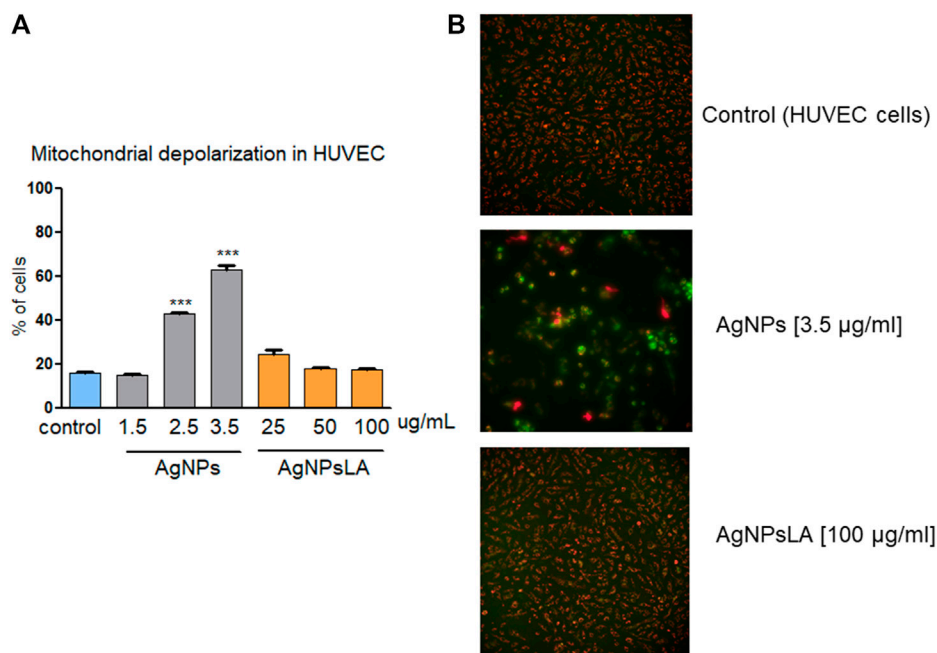 A
Mitochondrial depolarization in HUVEC
% of cells
100
80
60
40
20
0
***
***
control 1.5 2.5 3.5 25 50 100 ug/mL
AgNPs AgNPsLA
B
Control (HUVEC cells)
AgNPs [3.5 µg/ml]
AgNPsLA [100 µg/ml]